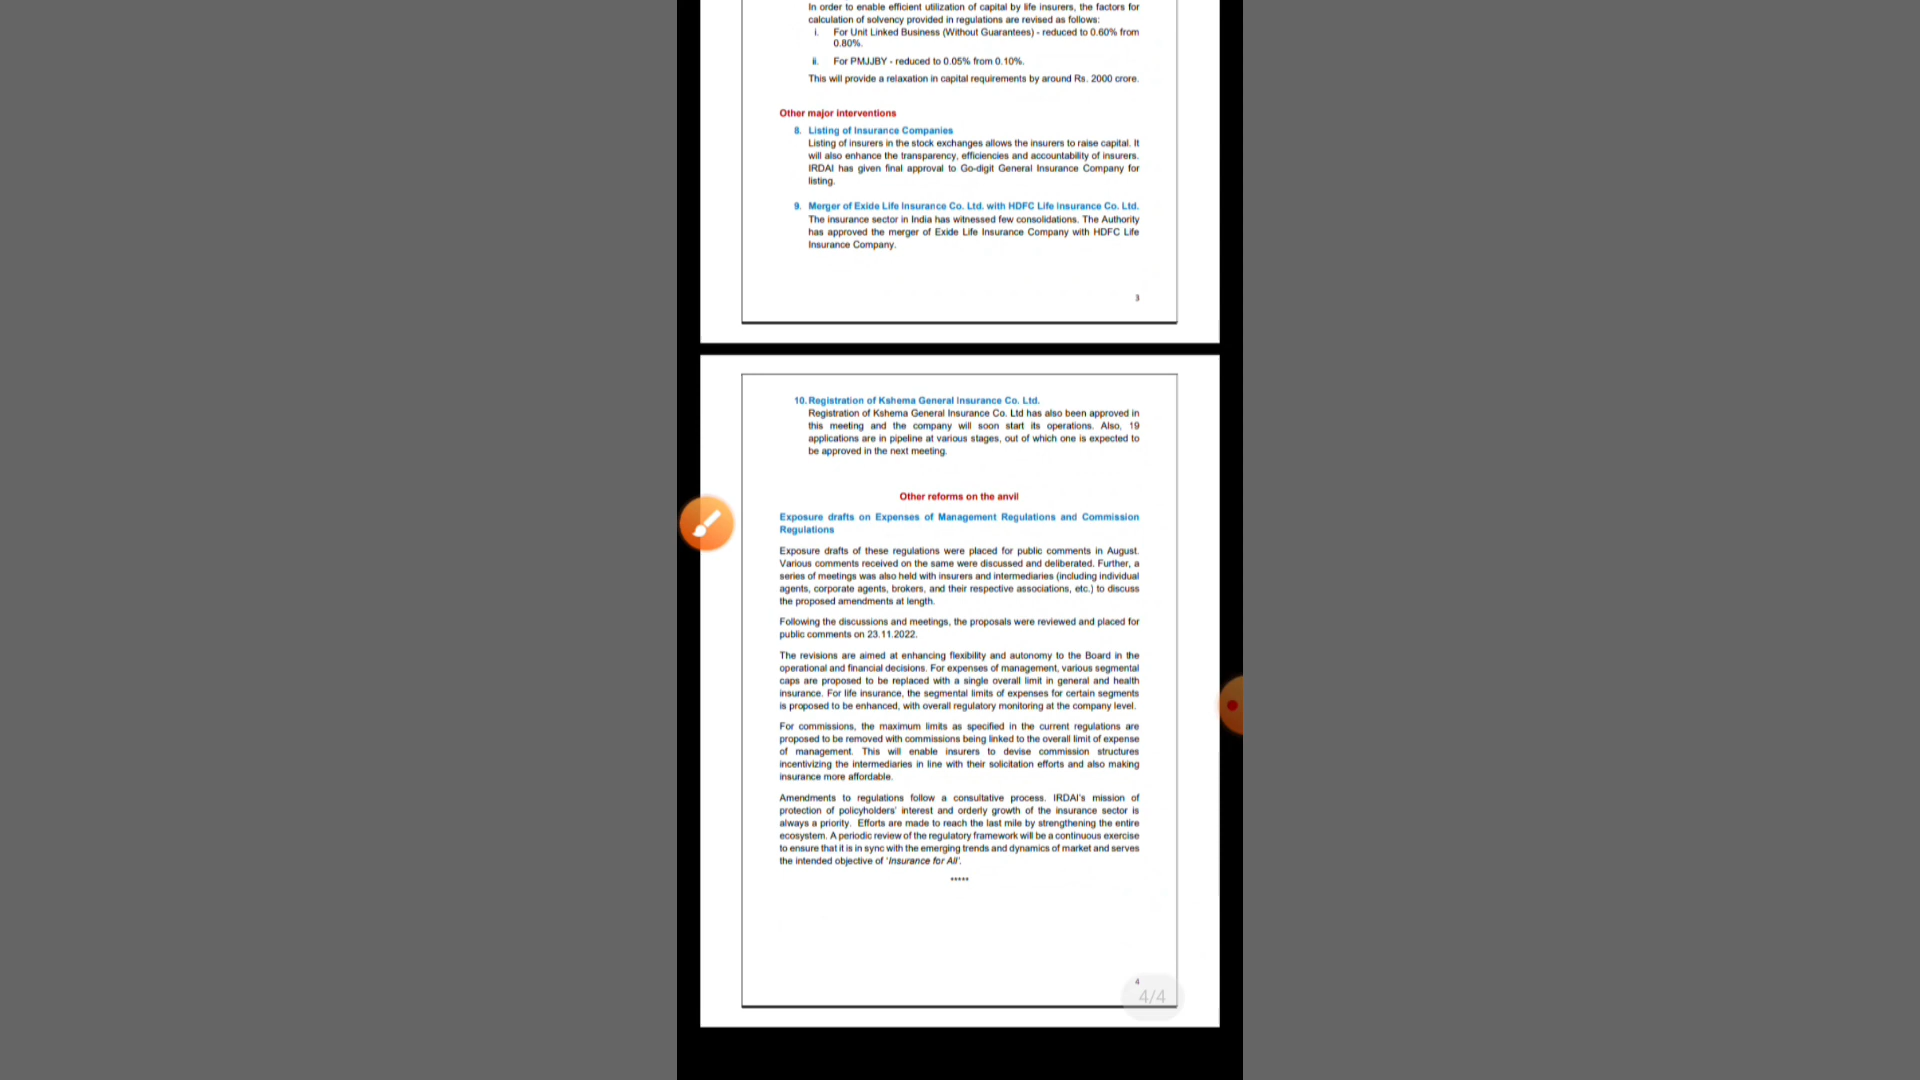 In order to enable efficient utilization of capital by life insurers, the factors for
calculation of solvency provided in regulations are revised as follows:
i. For Unit Linked Business (Without Guarantees) - reduced to 0.60% from
0.80%.
ii. For PMJJBY - reduced to 0.05% from 0.10%.
This will provide a relaxation in capital requirements by around Rs. 2000 crore.
Other major interventions
8. Listing of Insurance Companies
Listing of insurers in the stock exchanges allows the insurers to raise capital. It
will also enhance the transparency, efficiencies and accountability of insurers.
IRDAI has given final approval to Go-digit General Insurance Company for
listing.
9. Merger of Exide Life Insurance Co. Ltd. with HDFC Life Insurance Co. Ltd.
The insurance sector in India has witnessed few consolidations. The Authority
has approved the merger of Exide Life Insurance Company with HDFC Life
Insurance Company.
3
10. Registration of Kshema General Insurance Co. Ltd.
Registration of Kshema General Insurance Co. Ltd has also been approved in
this meeting and the company will soon start its operations. Also, 19
applications are in pipeline at various stages, out of which one is expected to
be approved in the next meeting.
Other reforms on the anvil
Exposure drafts on Expenses of Management Regulations and Commission
Regulations
Exposure drafts of these regulations were placed for public comments in August.
Various comments received on the same were discussed and deliberated. Further, a
series of meetings was also held with insurers and intermediaries (including individual
agents, corporate agents, brokers, and their respective associations, etc.) to discuss
the proposed amendments at length.
Following the discussions and meetings, the proposals were reviewed and placed for
public comments on 23.11.2022.
The revisions are aimed at enhancing flexibility and autonomy to the Board in the
operational and financial decisions. For expenses of management, various segmental
caps are proposed to be replaced with a single overall limit in general and health
insurance. For life insurance, the segmental limits of expenses for certain segments
is proposed to be enhanced, with overall regulatory monitoring at the company level.
For commissions, the maximum limits as specified in the current regulations are
proposed to be removed with commissions being linked to the overall limit of expense
of management. This will enable insurers to devise commission structures
incentivizing the intermediaries in line with their solicitation efforts and also making
insurance more affordable.
Amendments to regulations follow a consultative process. IRDAI's mission of
protection of policyholders' interest and orderly growth of the insurance sector is
always a priority. Efforts are made to reach the last mile by strengthening the entire
ecosystem. A periodic review of the regulatory framework will be a continuous exercise
to ensure that it is in sync with the emerging trends and dynamics of market and serves
the intended objective of 'Insurance for All'.
*****
4
4/4